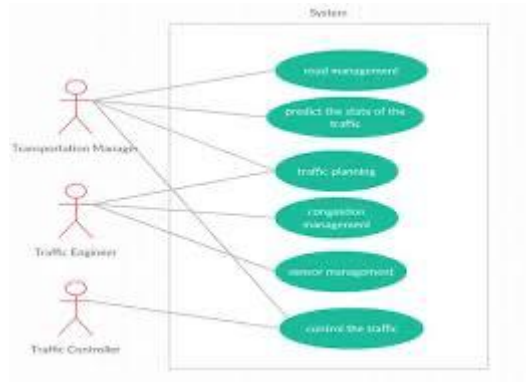 System
road management
predict the state of the
traffic
Transportation Manager
traffic planning
congestion
management
Traffic Engineer
sensor management
control the traffic
Traffic Controller